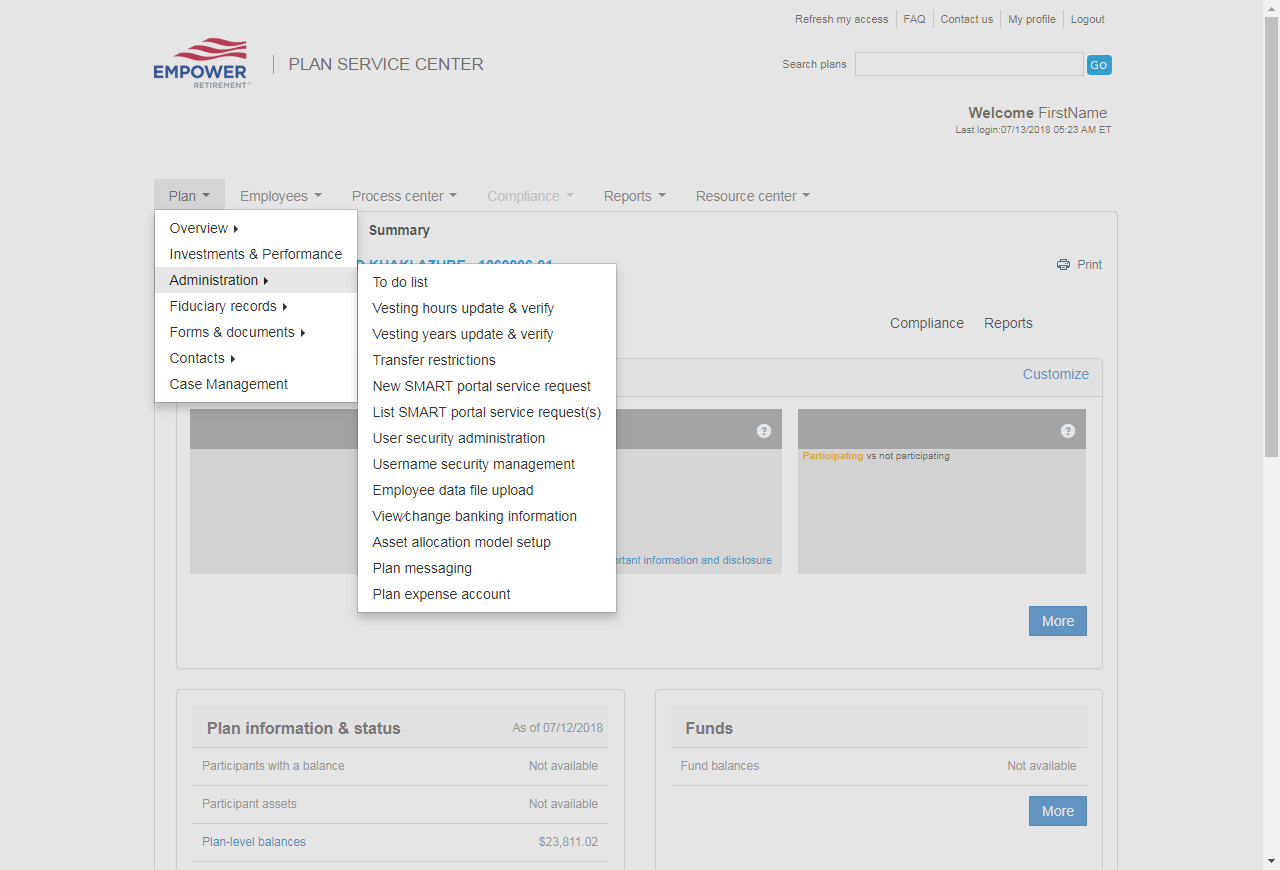 Refresh my access FAQ Contact us My profile Logout
EMPOWER
RETIREMENT™
PLAN SERVICE CENTER
Search plans Go
Welcome FirstName
Last login:07/13/2018 05:23 AM ET
Plan Employees Process center Compliance Reports Resource center
Overview
Investments & Performance
Administration
Fiduciary records
Forms & documents
Contacts
Case Management
Summary
Print
To do list
Vesting hours update & verify
Vesting years update & verify
Transfer restrictions
New SMART portal service request
List SMART portal service request(s)
User security administration
Username security management
Employee data file upload
View/change banking information
Asset allocation model setup
Plan messaging
Plan expense account
Compliance Reports
Customize
?
?
Participating vs not participating
information and disclosure
More
Plan information & status As of 07/12/2018
Participants with a balance Not available
Participant assets Not available
Plan-level balances $23,811.02
Funds
Fund balances Not available
More